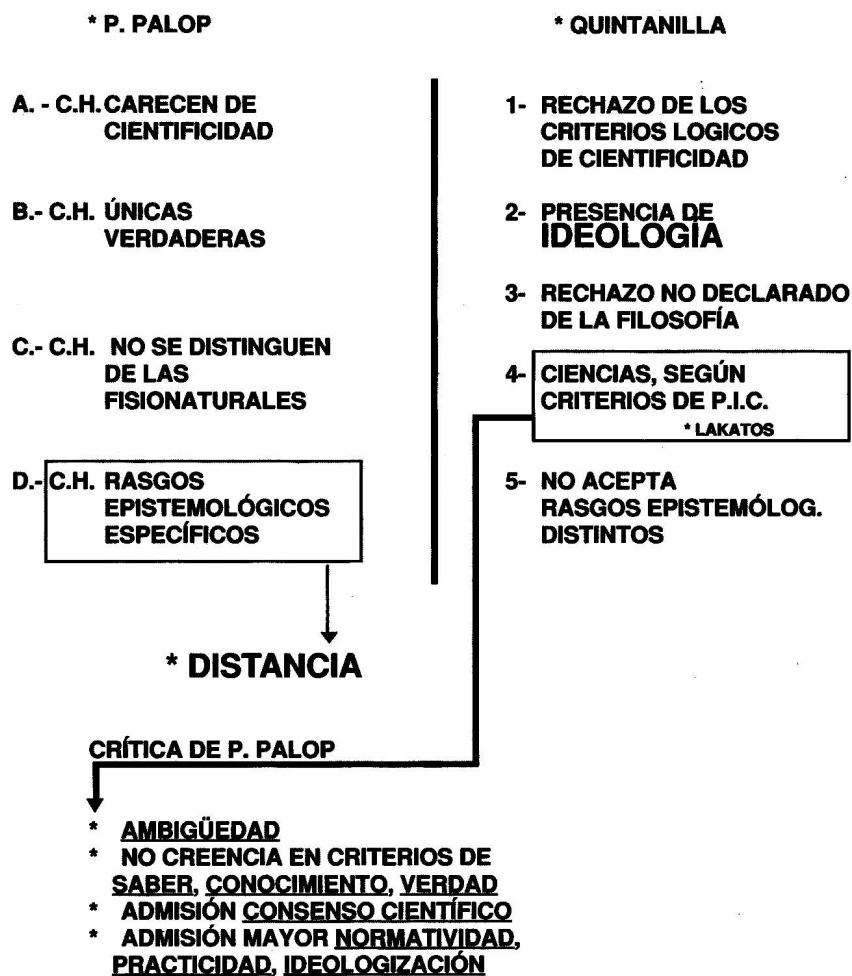 * P. PALOP
A. - C.H. CARECEN DE
CIENTIFICIDAD
B.- C.H. ÚNICAS
VERDADERAS
C.- C.H. NO SE DISTINGUEN
DE LAS
FISIONATURALES
D.- C.H. RASGOS
EPISTEMOLÓGICOS
ESPECÍFICOS
* DISTANCIA
* QUINTANILLA
1- RECHAZO DE LOS
CRITERIOS LOGICOS
DE CIENTIFICIDAD
2- PRESENCIA DE
IDEOLOGÍA
3- RECHAZO NO DECLARADO
DE LA FILOSOFÍA
4- CIENCIAS, SEGÚN
CRITERIOS DE P.I.C.
* LAKATOS
5- NO ACEPTA
RASGOS EPISTEMÓLOG.
DISTINTOS
CRÍTICA DE P. PALOP
* AMBIGÜEDAD
* NO CREENCIA EN CRITERIOS DE
SABER, CONOCIMIENTO, VERDAD
* ADMISIÓN CONSENSO CIENTÍFICO
* ADMISIÓN MAYOR NORMATIVIDAD,
PRACTICIDAD, IDEOLOGIZACIÓN